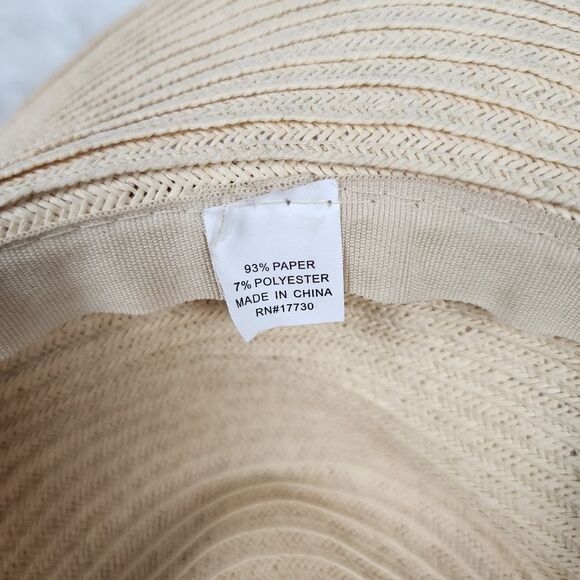 93% PAPER
7% POLYESTER
MADE IN CHINA
RN#17730